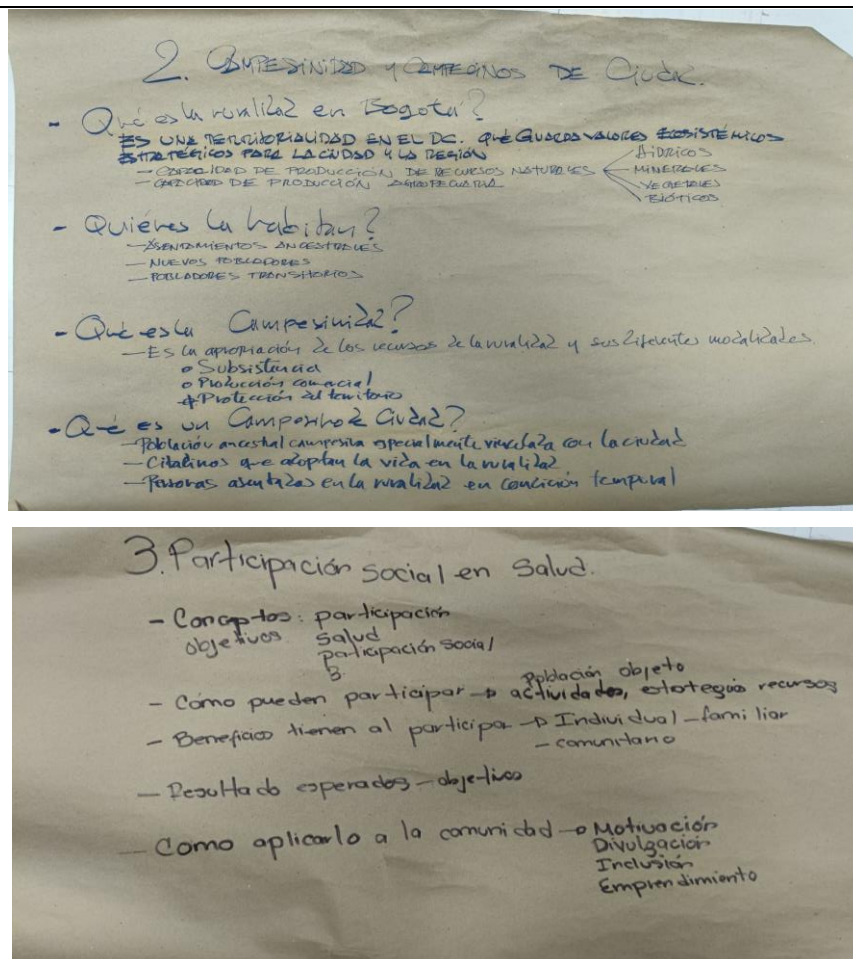 2. CAMPESINIDAD Y CAMPECINOS DE Ciudad.
- Qué es la ruralidad en Bogotá?
ES UNA TERRITORIALIDAD EN EL DC. QUE GUARDA VALORES ECOSISTÉMICOS
ESTRATÉGICOS PARA LA CIUDAD Y LA REGIÓN
- CAPACIDAD DE PRODUCCIÓN DE RECURSOS NATURALES
HIDRICOS
MINERALES
VEGETALES
BIÓTICOS
- CAPACIDAD DE PRODUCCIÓN AGROPECUARIA
- Quiénes la habitan?
- ASENTAMIENTOS ANCESTRALES
- NUEVOS POBLADORES
- POBLADORES TRANSITORIOS
- Qué es la Campesinidad?
- Es la apropiación de los recursos de la ruralidad y sus diferentes modalidades.
o Subsistencia
o Producción comercial
o Protección del territorio
- Qué es un Campesino de Ciudad?
- Población ancestral campesina especialmente vinculada con la ciudad
- Citadinos que adoptan la vida en la ruralidad
- Personas asentadas en la ruralidad en condición temporal
3. Participación social en Salud.
- Conceptos: participación
objetivos salud
participación social
3.
- Cómo pueden participar → Población objeto
actividades, estrategias recursos
- Beneficios tienen al participar → Individual - familiar
- comunitario
- Resultado esperados - objetivos
- Como aplicarlo a la comunidad → Motivación
Divulgación
Inclusión
Emprendimiento